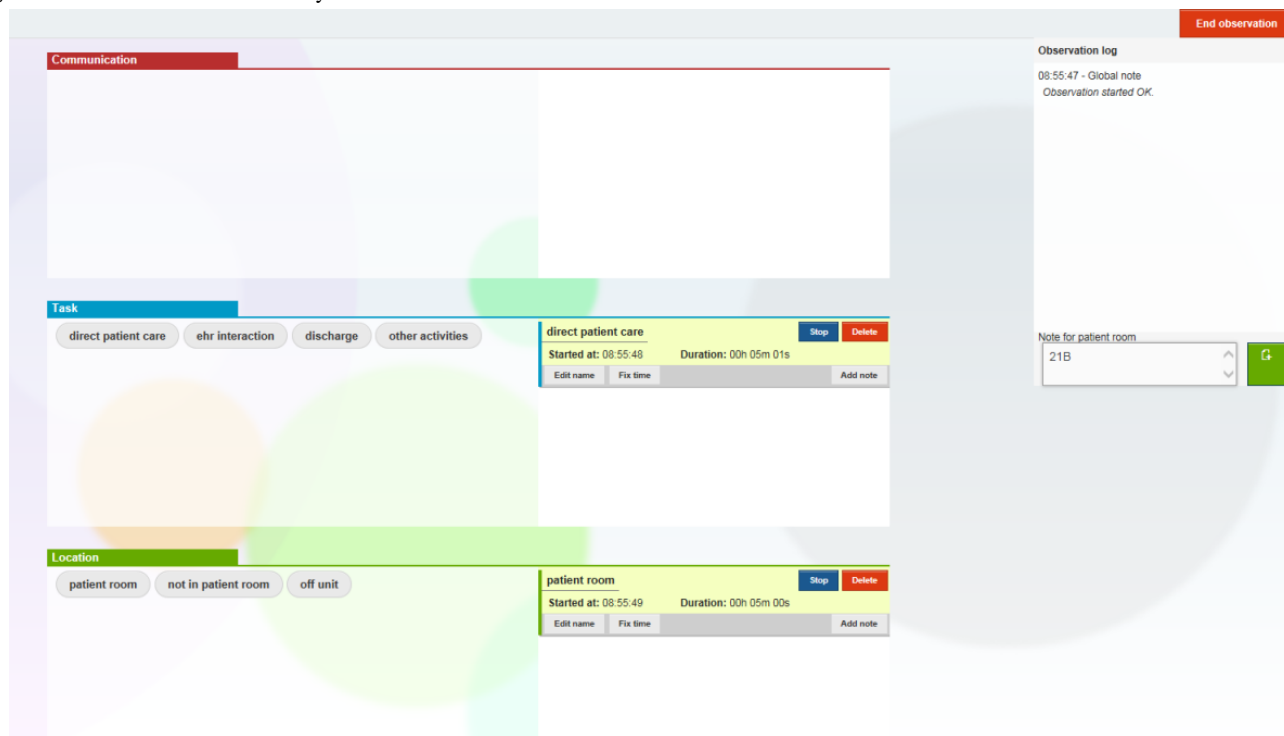 End observation
Communication
Observation log
08:55:47 - Global note
Observation started OK.
Task
direct patient care ehr interaction discharge other activities
direct patient care Stop Delete
Started at: 08:55:48 Duration: 00h 05m 01s
Edit name Fix time Add note
Note for patient room
21B
Location
patient room not in patient room off unit
patient room Stop Delete
Started at: 08:55:49 Duration: 00h 05m 00s
Edit name Fix time Add note